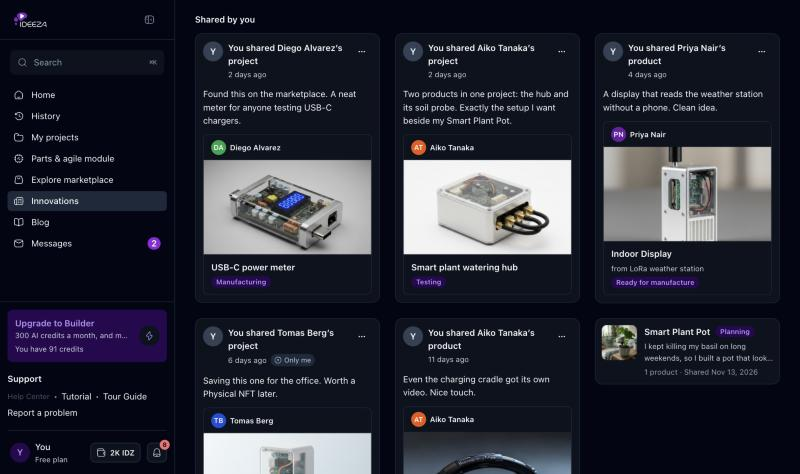 IDEEZA
Search
⌘K
Home
History
My projects
Parts & agile module
Explore marketplace
Innovations
Blog
Messages
2
Upgrade to Builder
300 AI credits a month, and m...
You have 91 credits
Support
Help Center • Tutorial • Tour Guide
Report a problem
Y
You
Free plan
2K IDZ
6
Shared by you
Y
You shared Diego Alvarez's
project
2 days ago
Found this on the marketplace. A neat
meter for anyone testing USB-C
chargers.
DA
Diego Alvarez
USB-C power meter
Manufacturing
Y
You shared Aiko Tanaka's
project
2 days ago
Two products in one project: the hub and
its soil probe. Exactly the setup I want
beside my Smart Plant Pot.
AT
Aiko Tanaka
Smart plant watering hub
Testing
Y
You shared Priya Nair's
product
4 days ago
A display that reads the weather station
without a phone. Clean idea.
PN
Priya Nair
Indoor Display
from LoRa weather station
Ready for manufacture
Y
You shared Tomas Berg's
project
6 days ago
Only me
Saving this one for the office. Worth a
Physical NFT later.
TB
Tomas Berg
Y
You shared Aiko Tanaka's
product
11 days ago
Even the charging cradle got its own
video. Nice touch.
AT
Aiko Tanaka
Smart Plant Pot
Planning
I kept killing my basil on long
weekends, so I built a pot that look...
1 product · Shared Nov 13, 2026